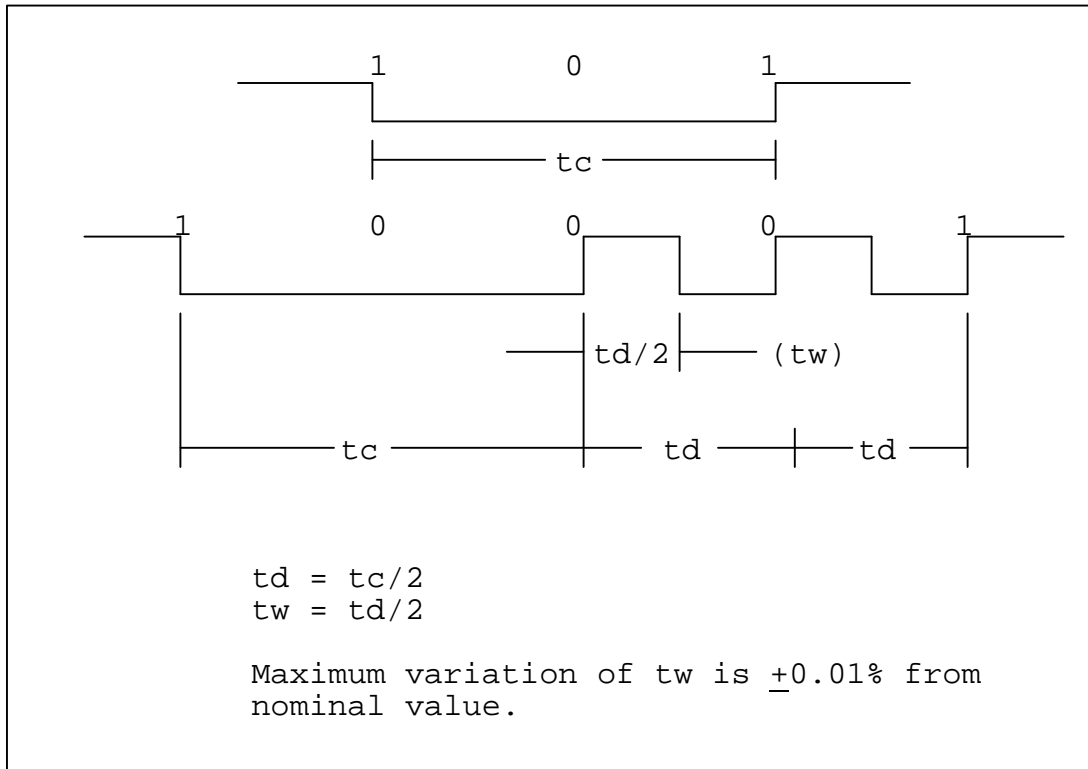 1 0 1
tc
1 0 0 0 1
td/2 (tw)
tc td td
td = tc/2
tw = td/2
Maximum variation of tw is ±0.01% from
nominal value.